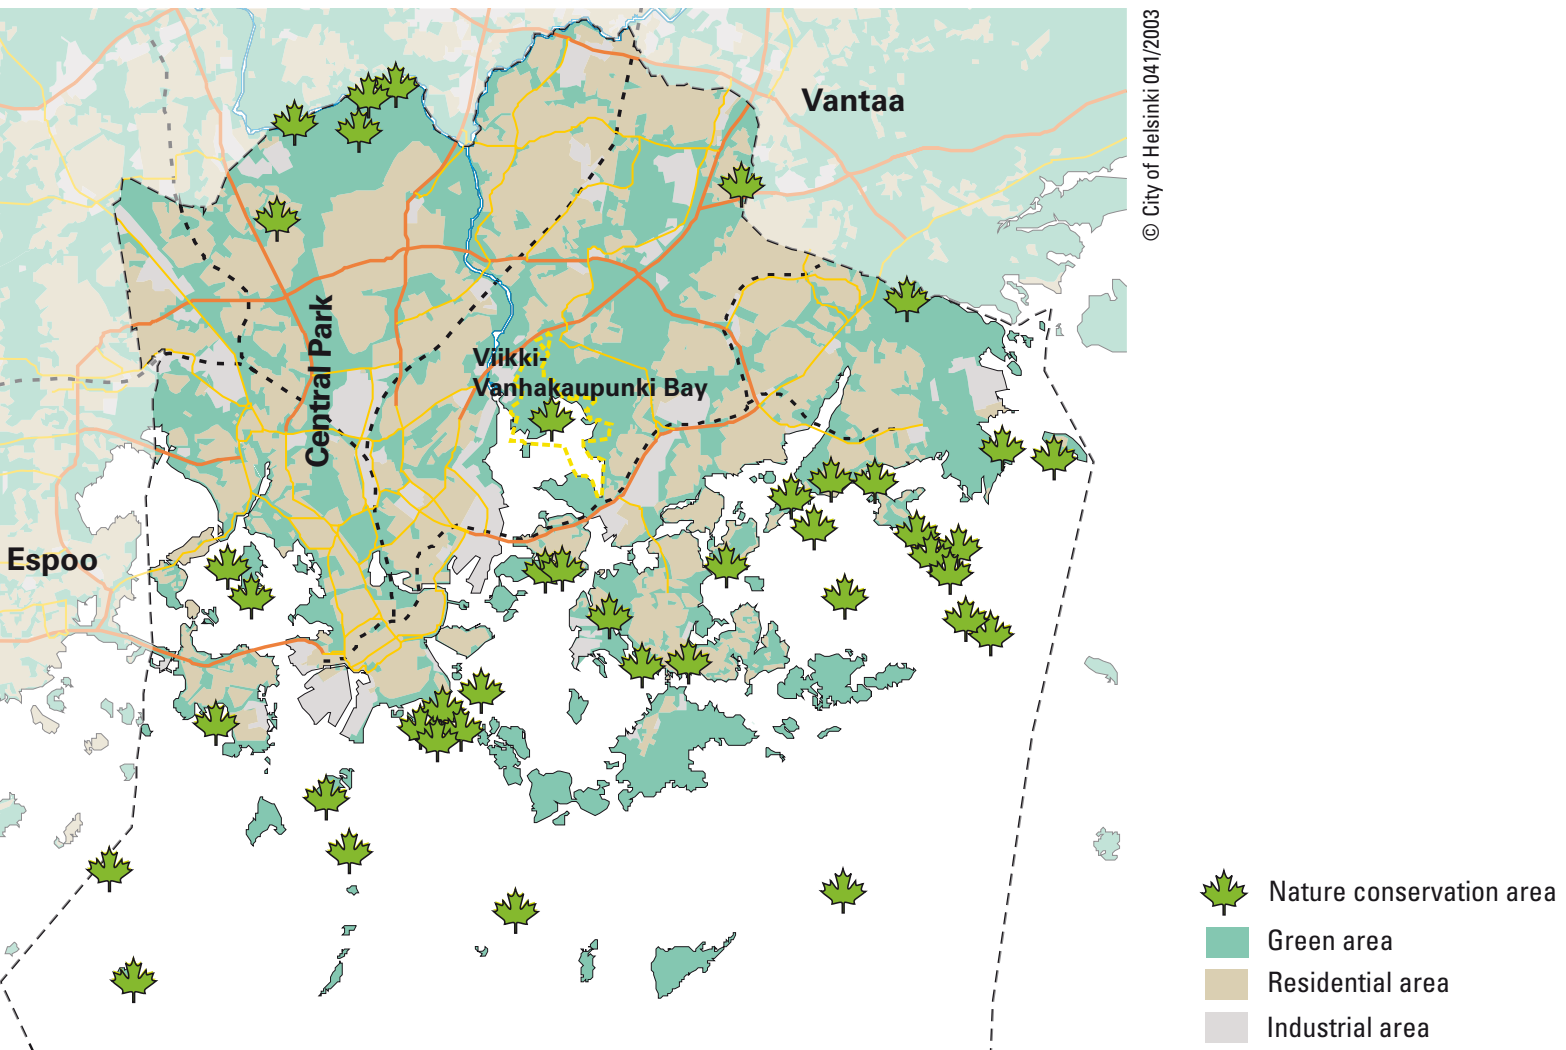 Vantaa
© City of Helsinki 041/2003
Central Park
Viikki-
Vanhakaupunki Bay
Espoo
Nature conservation area
Green area
Residential area
Industrial area